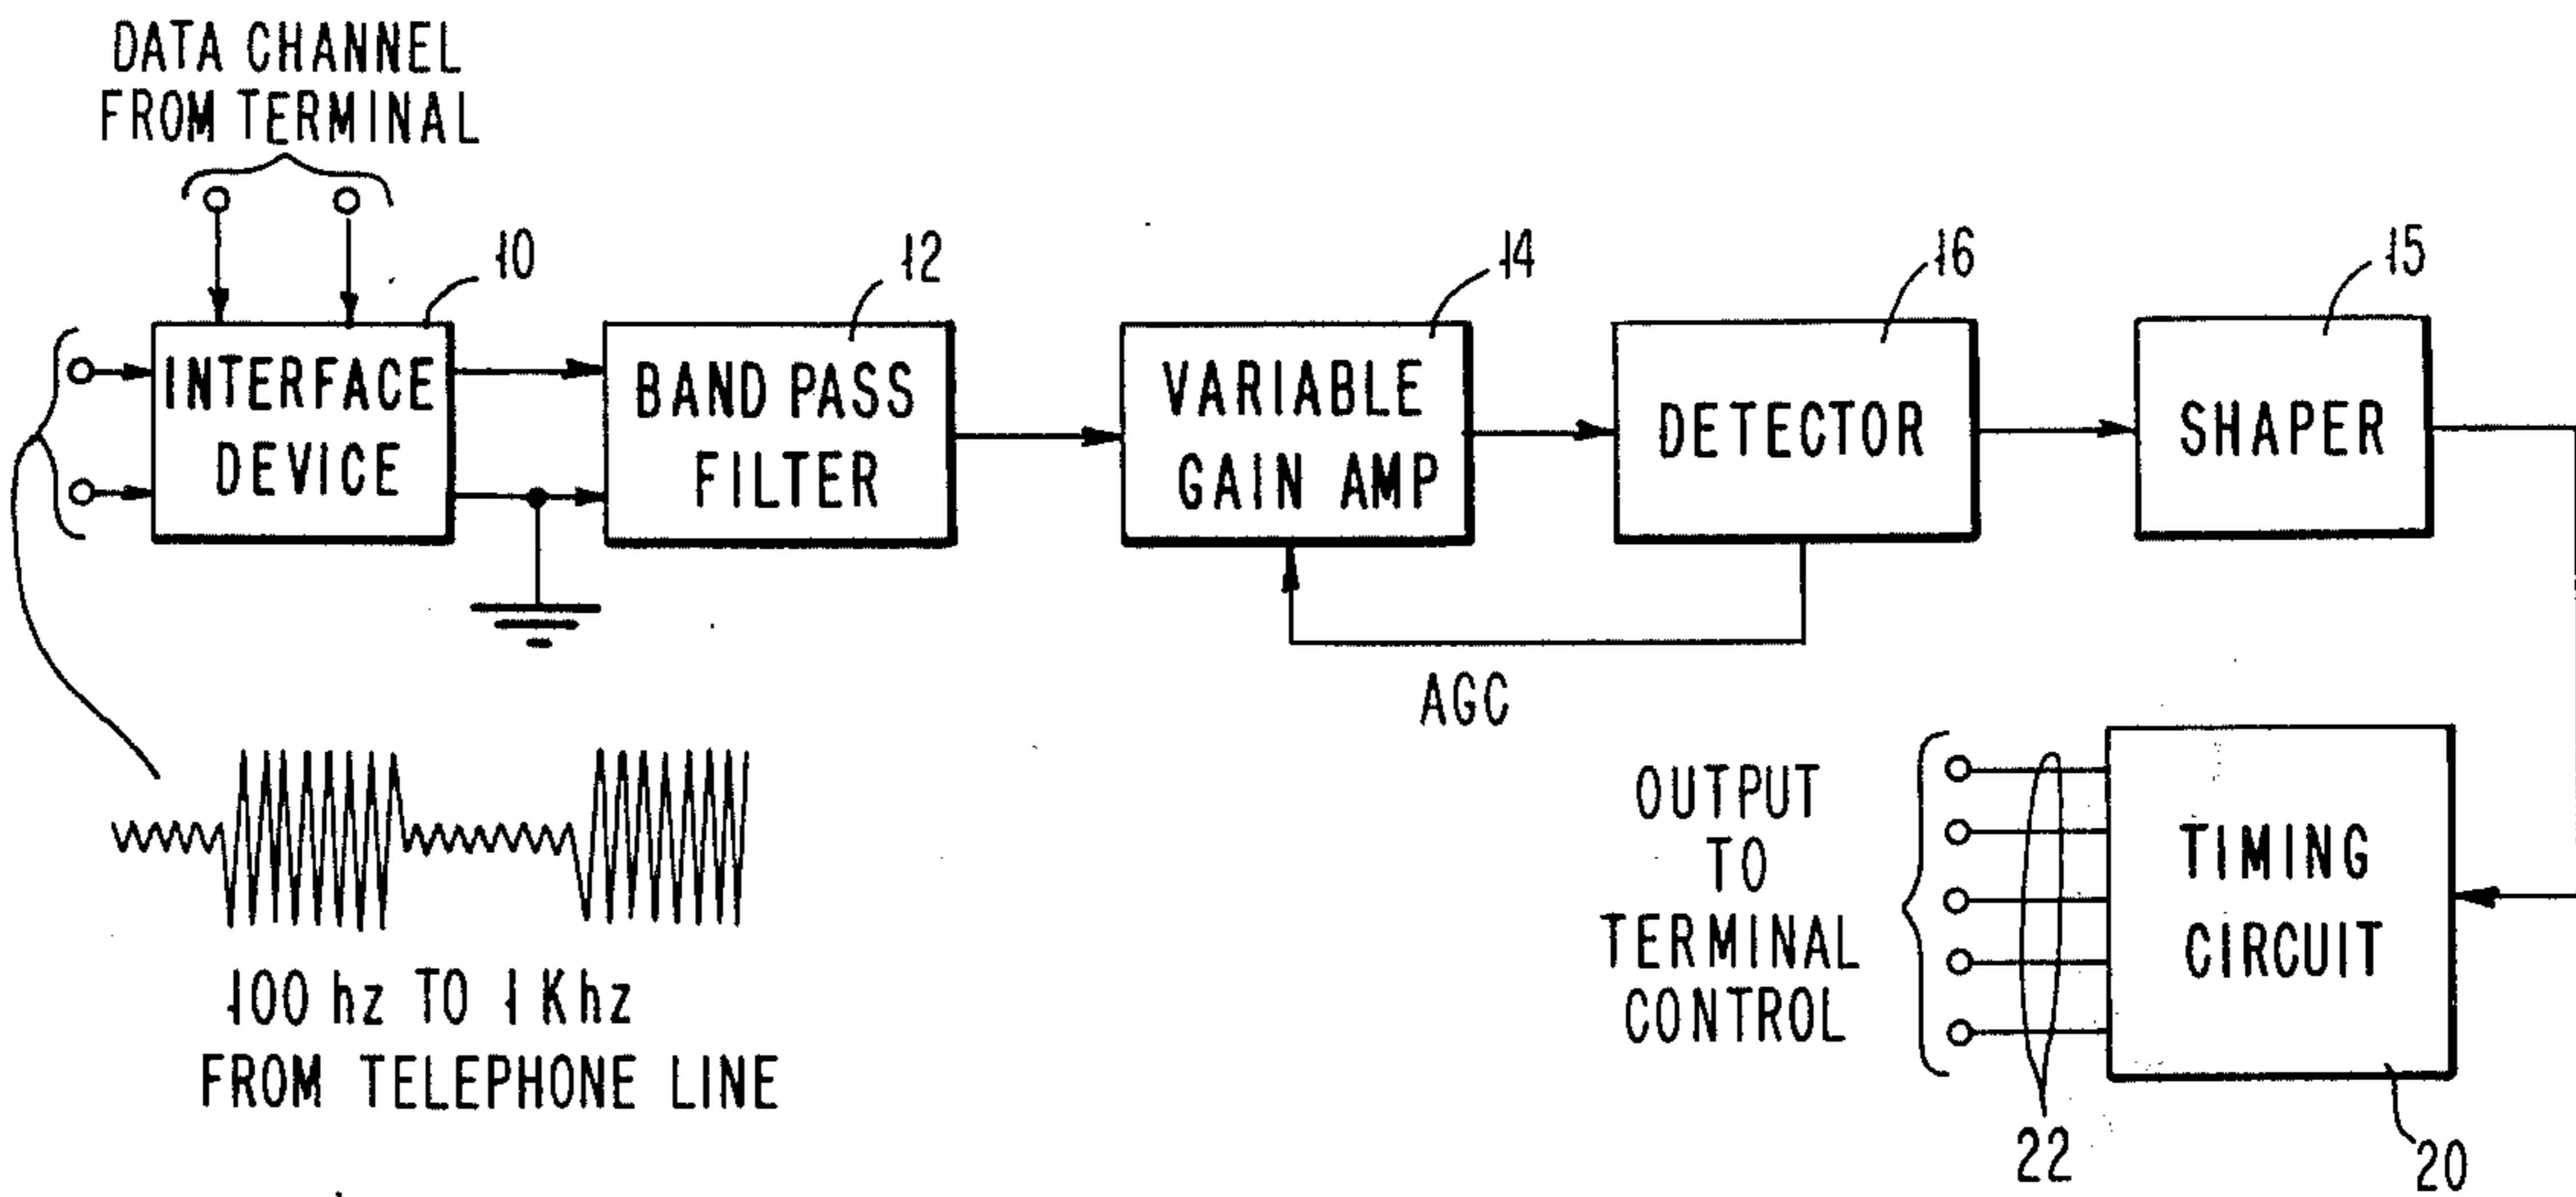 DATA CHANNEL
FROM TERMINAL
10
12
14
16
15
INTERFACE
DEVICE
BAND PASS
FILTER
VARIABLE
GAIN AMP
DETECTOR
SHAPER
AGC
100 hz TO 1 Khz
FROM TELEPHONE LINE
OUTPUT
TO
TERMINAL
CONTROL
TIMING
CIRCUIT
22
20